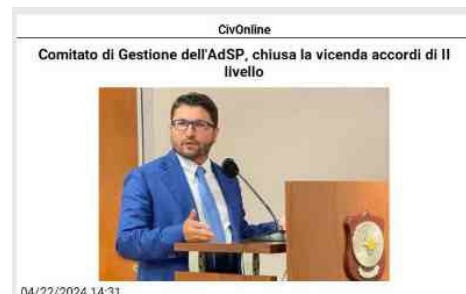 CivOnline
Comitato di Gestione dell'AdSP, chiusa la vicenda accordi di II
livello
04/22/2024 14:31